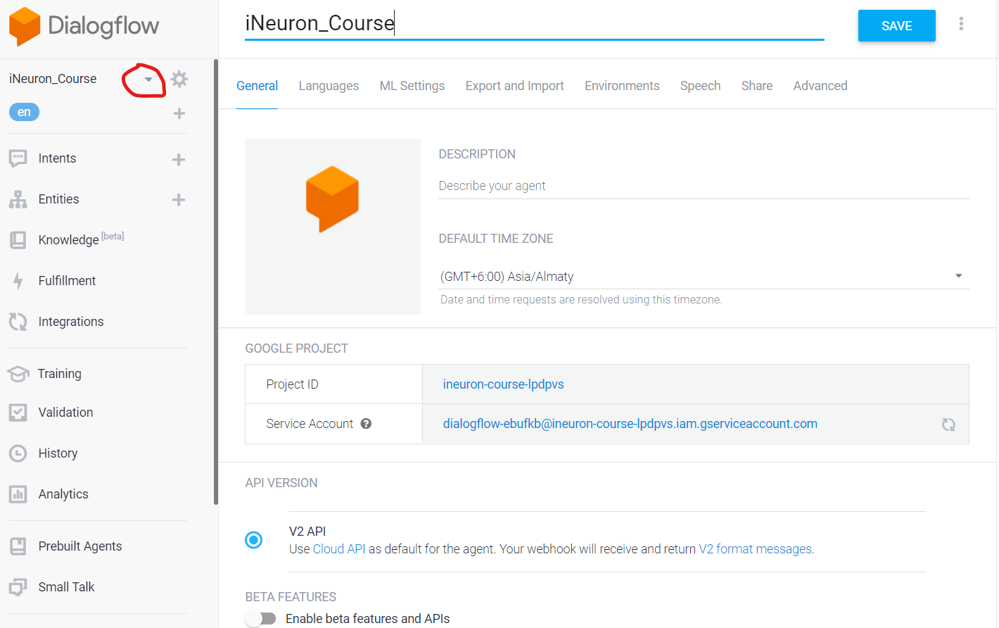 Dialogflow
iNeuron_Course
en
Intents
Entities
Knowledge [beta]
Fulfillment
Integrations
Training
Validation
History
Analytics
Prebuilt Agents
Small Talk
iNeuron_Course
SAVE
General Languages ML Settings Export and Import Environments Speech Share Advanced
DESCRIPTION
Describe your agent
DEFAULT TIME ZONE
(GMT+6:00) Asia/Almaty
Date and time requests are resolved using this timezone.
GOOGLE PROJECT
Project ID ineuron-course-lpdpvs
Service Account ? dialogflow-ebufkb@ineuron-course-lpdpvs.iam.gserviceaccount.com
API VERSION
V2 API
Use Cloud API as default for the agent. Your webhook will receive and return V2 format messages.
BETA FEATURES
Enable beta features and APIs